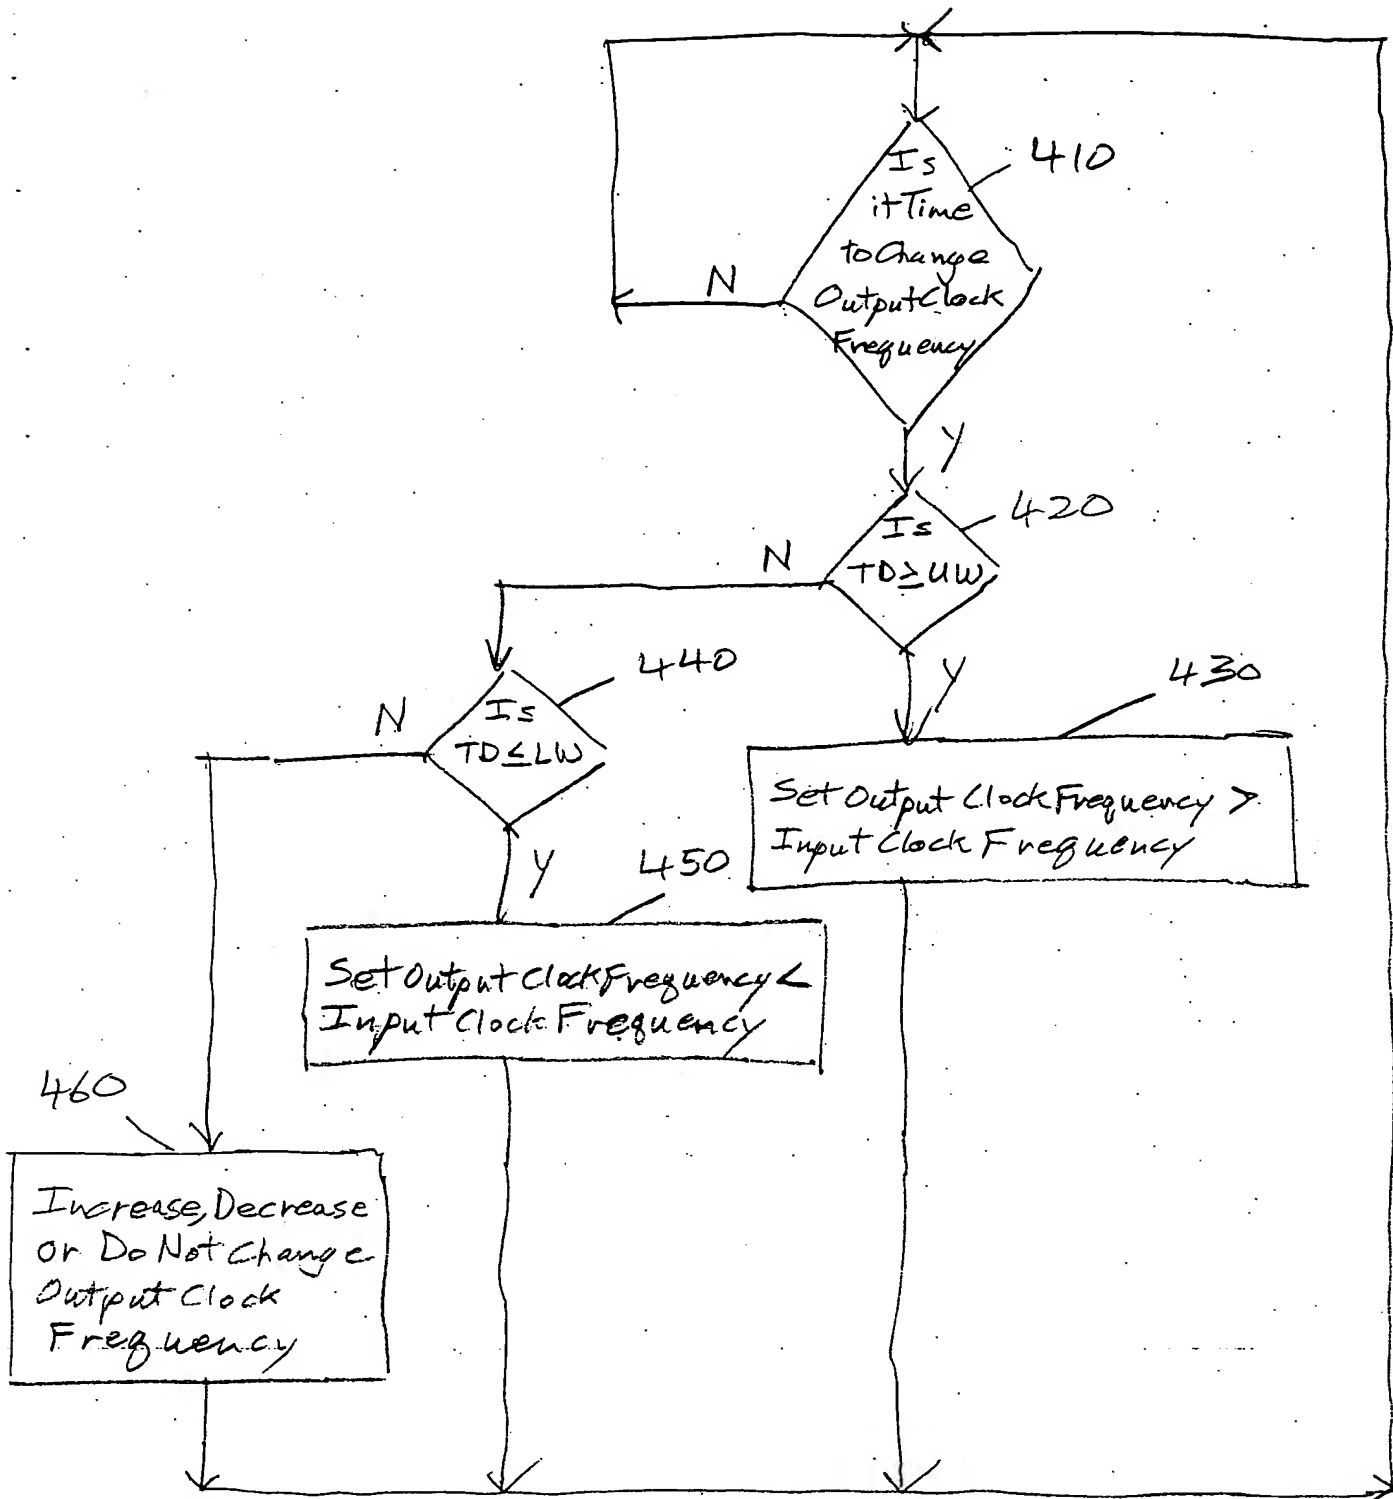 Is
it Time
to Change
Output Clock
Frequency
410
N
Y
Is
TD≥UW
420
N
Y
Is
TD≤LW
440
N
Y
430
Set Output Clock Frequency >
Input Clock Frequency
450
Set Output Clock Frequency <
Input Clock Frequency
460
Increase, Decrease
or Do Not Change
Output Clock
Frequency